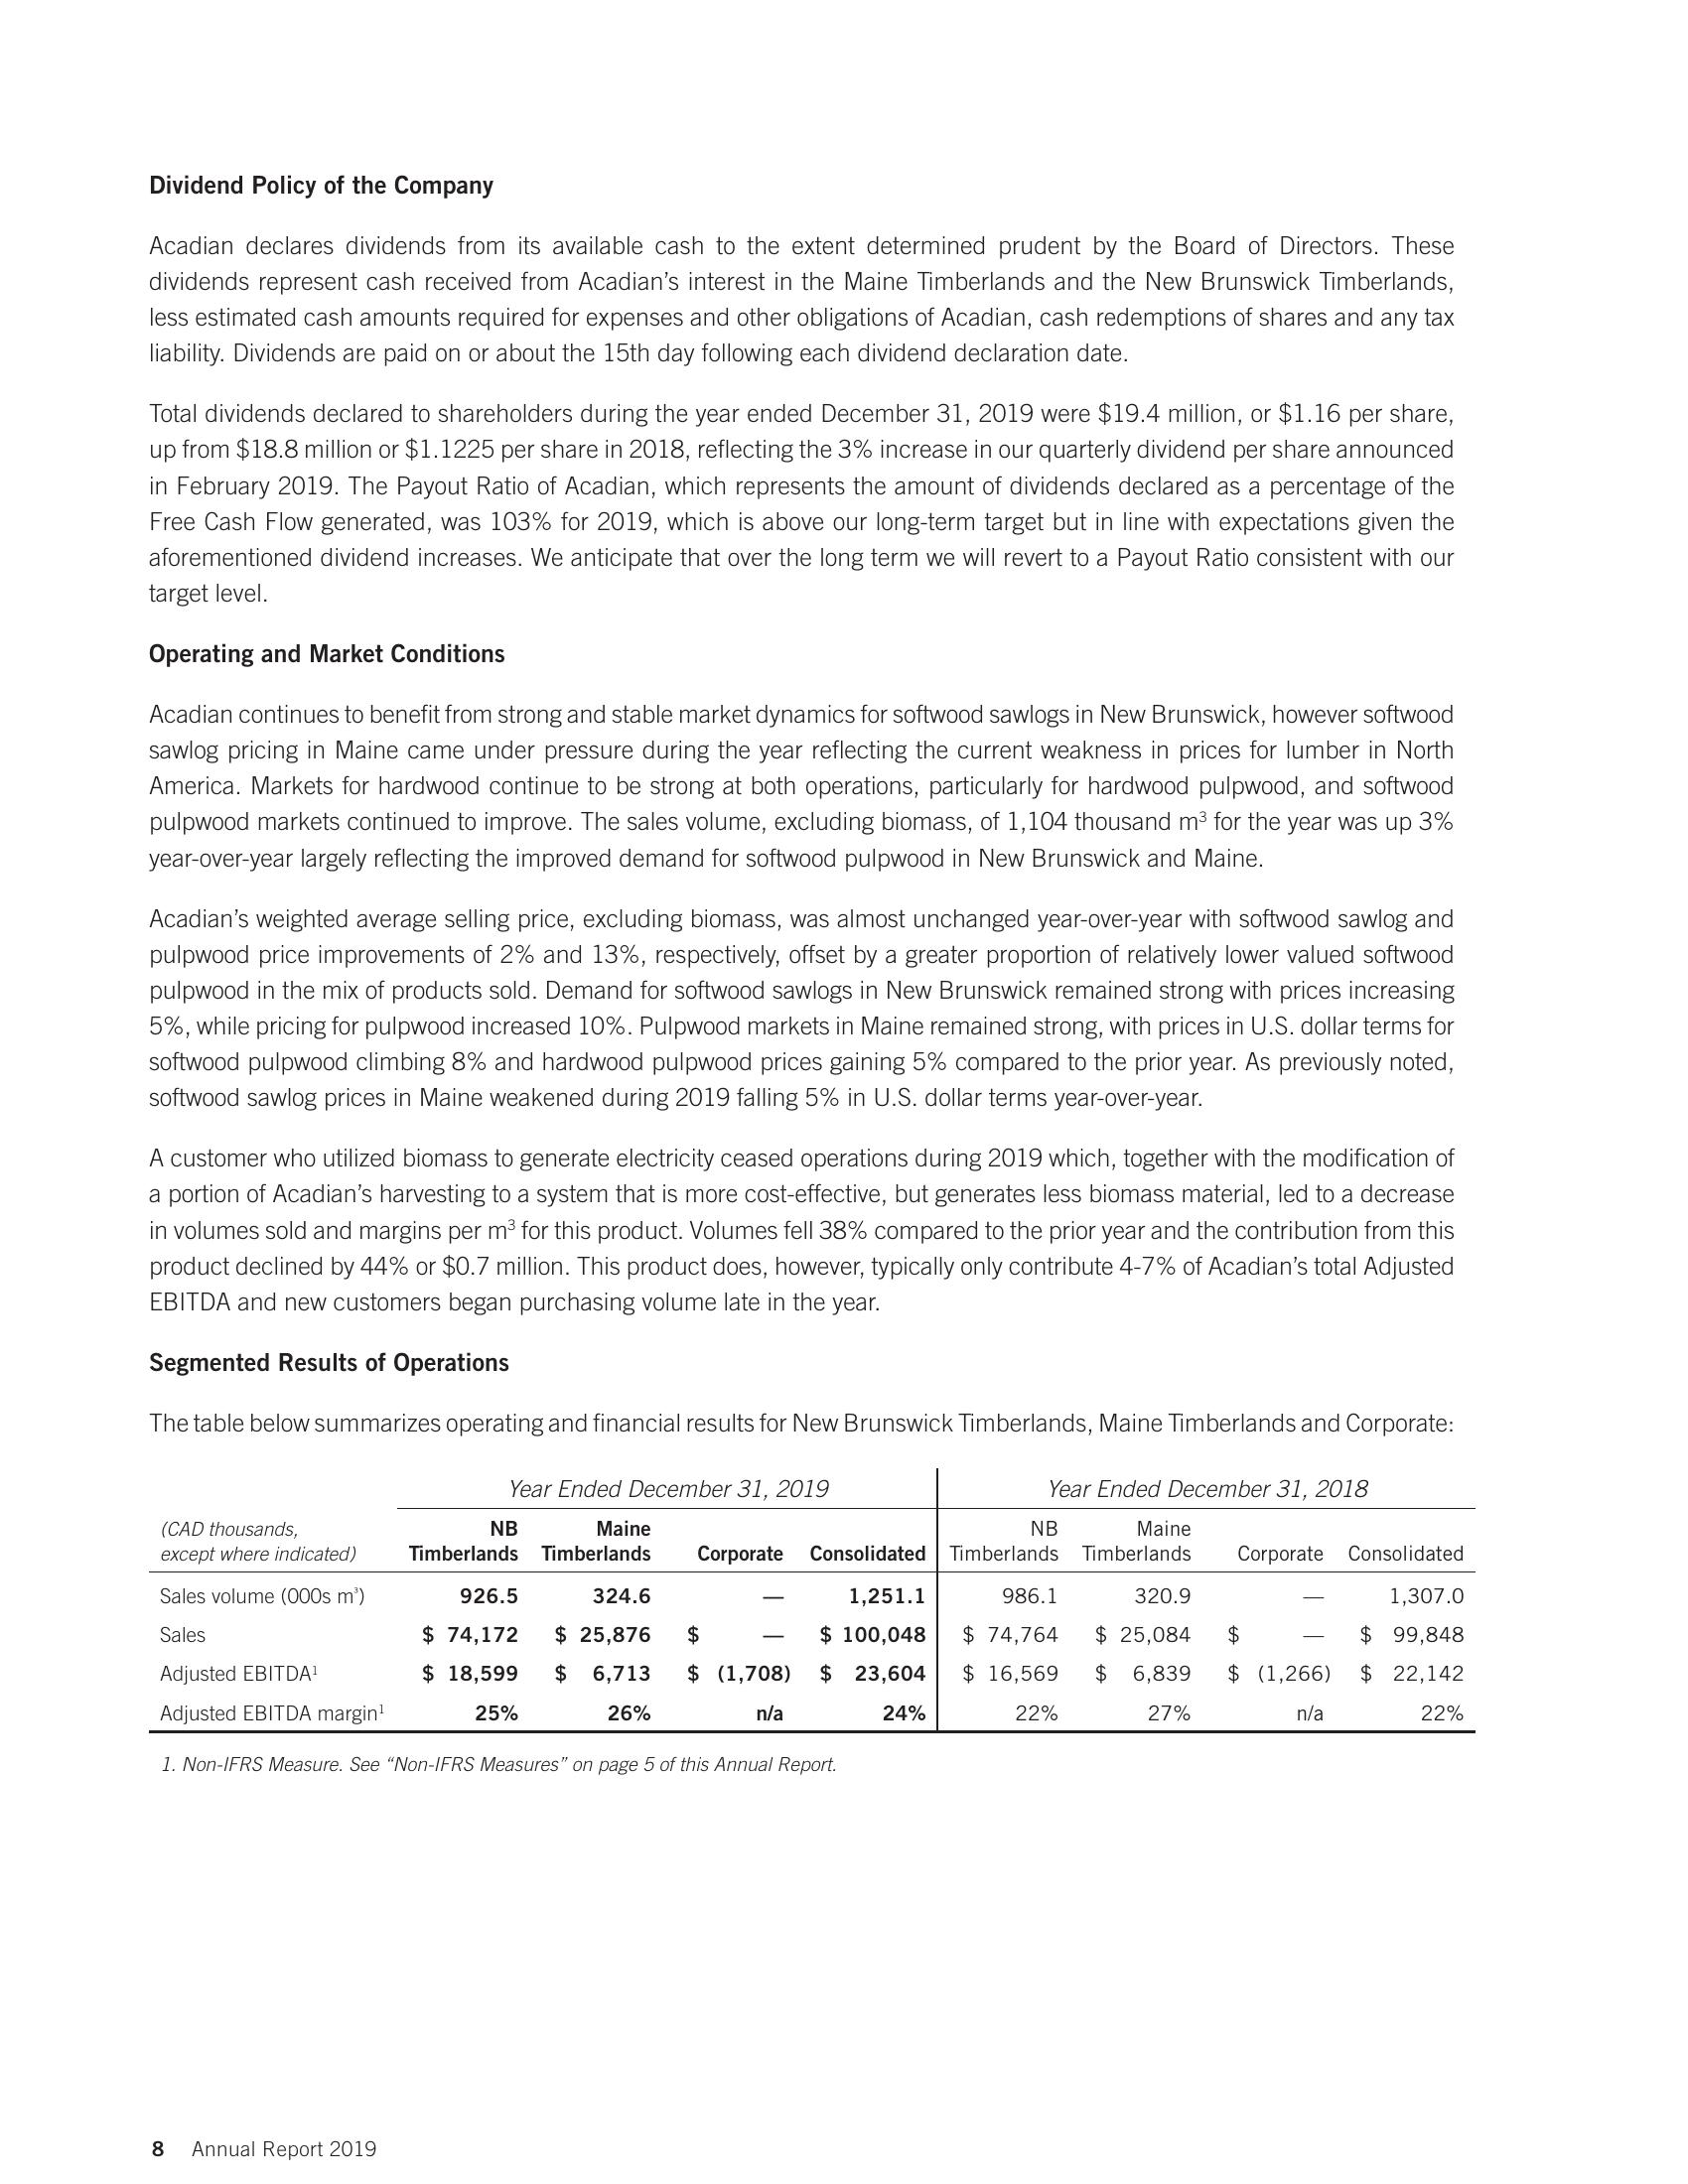 Dividend Policy of the Company
Acadian declares dividends from its available cash to the extent determined prudent by the Board of Directors. These
dividends represent cash received from Acadian’s interest in the Maine Timberlands and the New Brunswick Timberlands,
less estimated cash amounts required for expenses and other obligations of Acadian, cash redemptions of shares and any tax
liability. Dividends are paid on or about the 15th day following each dividend declaration date.
Total dividends declared to shareholders during the year ended December 31, 2019 were $19.4 million, or $1.16 per share,
up from $18.8 million or $1.1225 per share in 2018, reflecting the 3% increase in our quarterly dividend per share announced
in February 2019. The Payout Ratio of Acadian, which represents the amount of dividends declared as a percentage of the
Free Cash Flow generated, was 103% for 2019, which is above our long-term target but in line with expectations given the
aforementioned dividend increases. We anticipate that over the long term we will revert to a Payout Ratio consistent with our
target level.
Operating and Market Conditions
Acadian continues to benefit from strong and stable market dynamics for softwood sawlogs in New Brunswick, however softwood
sawlog pricing in Maine came under pressure during the year reflecting the current weakness in prices for lumber in North
America. Markets for hardwood continue to be strong at both operations, particularly for hardwood pulpwood, and softwood
pulpwood markets continued to improve. The sales volume, excluding biomass, of 1,104 thousand m³ for the year was up 3%
year-over-year largely reflecting the improved demand for softwood pulpwood in New Brunswick and Maine.
Acadian’s weighted average selling price, excluding biomass, was almost unchanged year-over-year with softwood sawlog and
pulpwood price improvements of 2% and 13%, respectively, offset by a greater proportion of relatively lower valued softwood
pulpwood in the mix of products sold. Demand for softwood sawlogs in New Brunswick remained strong with prices increasing
5%, while pricing for pulpwood increased 10%. Pulpwood markets in Maine remained strong, with prices in U.S. dollar terms for
softwood pulpwood climbing 8% and hardwood pulpwood prices gaining 5% compared to the prior year. As previously noted,
softwood sawlog prices in Maine weakened during 2019 falling 5% in U.S. dollar terms year-over-year.
A customer who utilized biomass to generate electricity ceased operations during 2019 which, together with the modification of
a portion of Acadian’s harvesting to a system that is more cost-effective, but generates less biomass material, led to a decrease
in volumes sold and margins per m³ for this product. Volumes fell 38% compared to the prior year and the contribution from this
product declined by 44% or $0.7 million. This product does, however, typically only contribute 4-7% of Acadian’s total Adjusted
EBITDA and new customers began purchasing volume late in the year.
Segmented Results of Operations
The table below summarizes operating and financial results for New Brunswick Timberlands, Maine Timberlands and Corporate:
Year Ended December 31, 2019 Year Ended December 31, 2018
(CAD thousands, NB Maine NB Maine
except where indicated) Timberlands Timberlands Corporate Consolidated Timberlands Timberlands Corporate Consolidated
Sales volume (000s m³) 926.5 324.6 — 1,251.1 986.1 320.9 — 1,307.0
Sales $ 74,172 $ 25,876 $ — $ 100,048 $ 74,764 $ 25,084 $ — $ 99,848
Adjusted EBITDA¹ $ 18,599 $ 6,713 $ (1,708) $ 23,604 $ 16,569 $ 6,839 $ (1,266) $ 22,142
Adjusted EBITDA margin¹ 25% 26% n/a 24% 22% 27% n/a 22%
1. Non-IFRS Measure. See “Non-IFRS Measures” on page 5 of this Annual Report.
8 Annual Report 2019